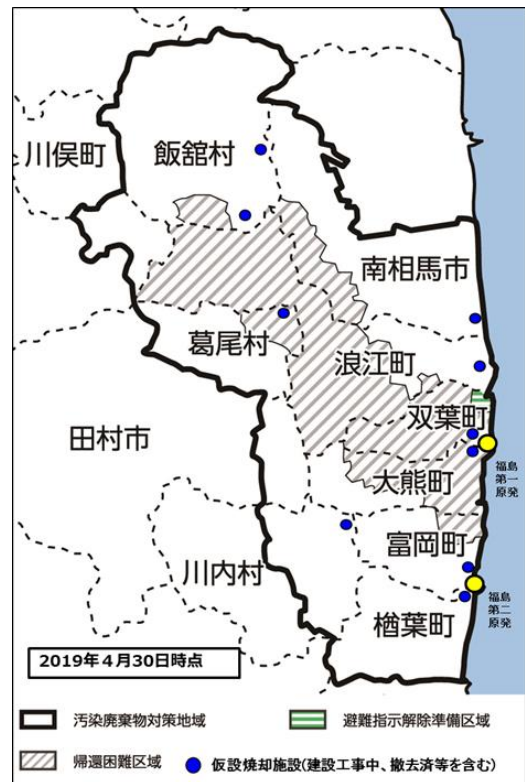 川俣町
飯舘村
南相馬市
葛尾村
浪江町
双葉町
田村市
大熊町
福島
第一
原発
富岡町
川内村
福島
第二
原発
楢葉町
2019年4月30日時点
汚染廃棄物対策地域
避難指示解除準備区域
帰還困難区域
仮設焼却施設(建設工事中、撤去済等を含む)